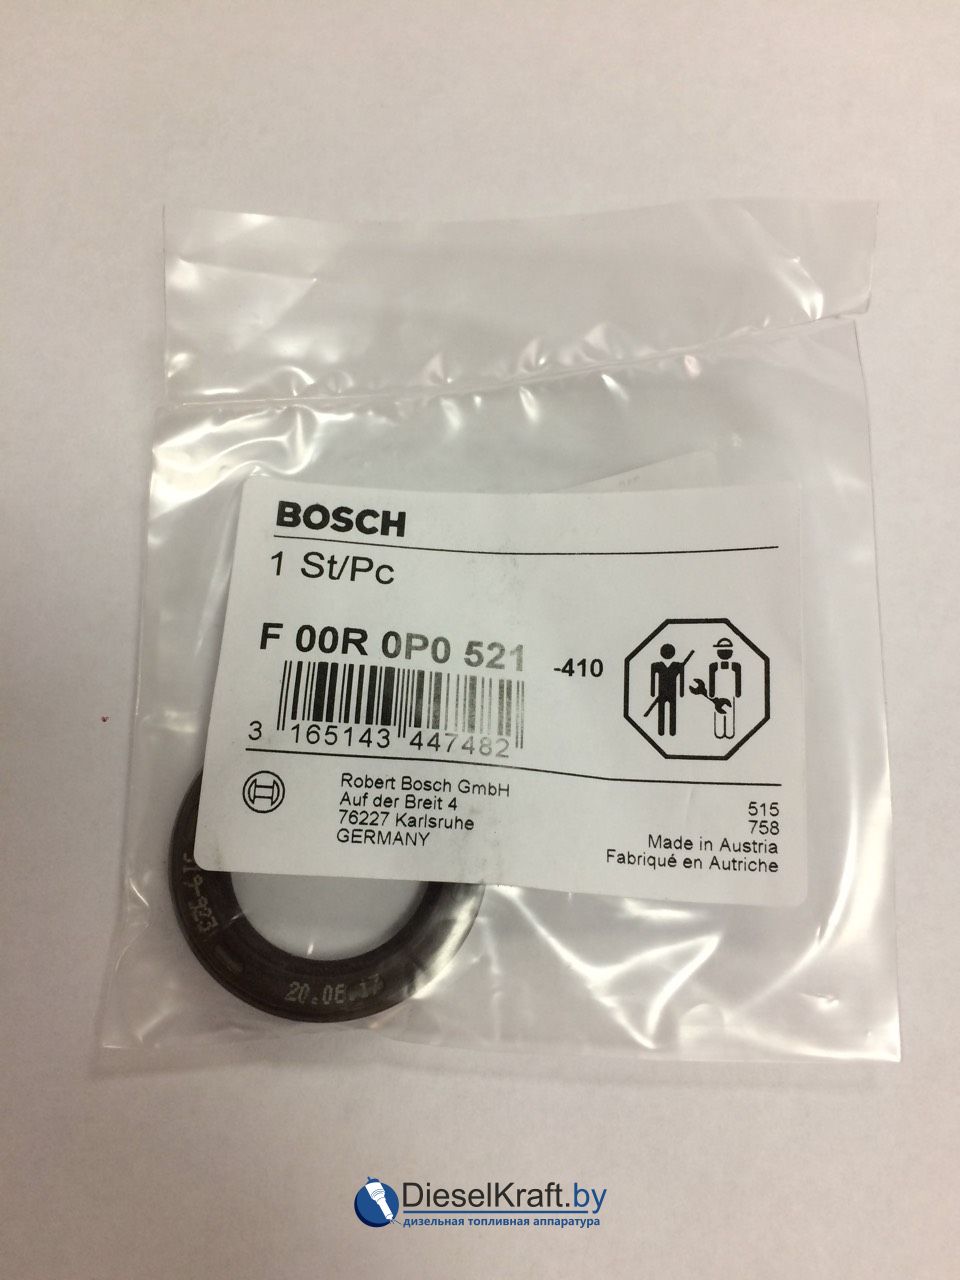 BOSCH
1 St/Pc
F 00R 0P0 521
-410
3 165143 447482
Robert Bosch GmbH
Auf der Breit 4
76227 Karlsruhe
GERMANY
515
758
Made in Austria
Fabriqué en Autriche
20.06.17
DieselKraft.by
дизельная топливная аппаратура